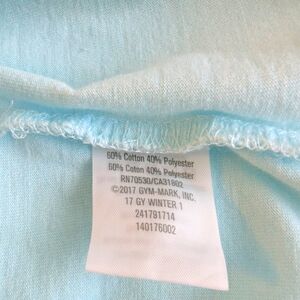 60% Cotton 40% Polyester
60% Coton 40% Polyester
RN70530/CA31802
©2017 GYM-MARK, INC.
17 GY WINTER 1
241791714
140176002